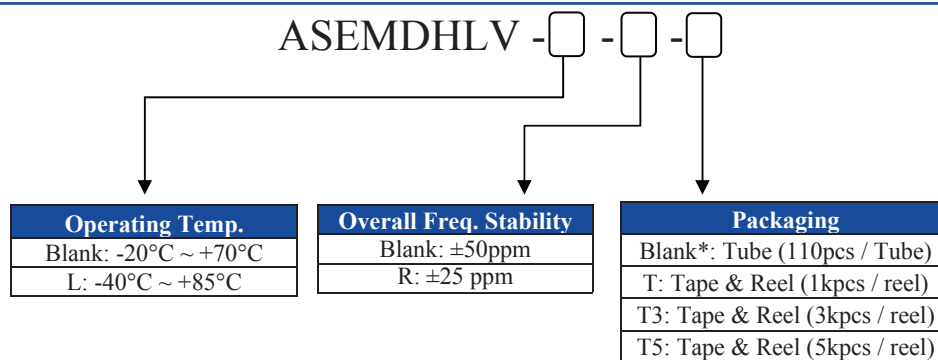 ASEMDHLV - - -
Operating Temp.
Blank: -20°C ~ +70°C
L: -40°C ~ +85°C
Overall Freq. Stability
Blank: ±50ppm
R: ±25 ppm
Packaging
Blank*: Tube (110pcs / Tube)
T: Tape & Reel (1kpcs / reel)
T3: Tape & Reel (3kpcs / reel)
T5: Tape & Reel (5kpcs / reel)